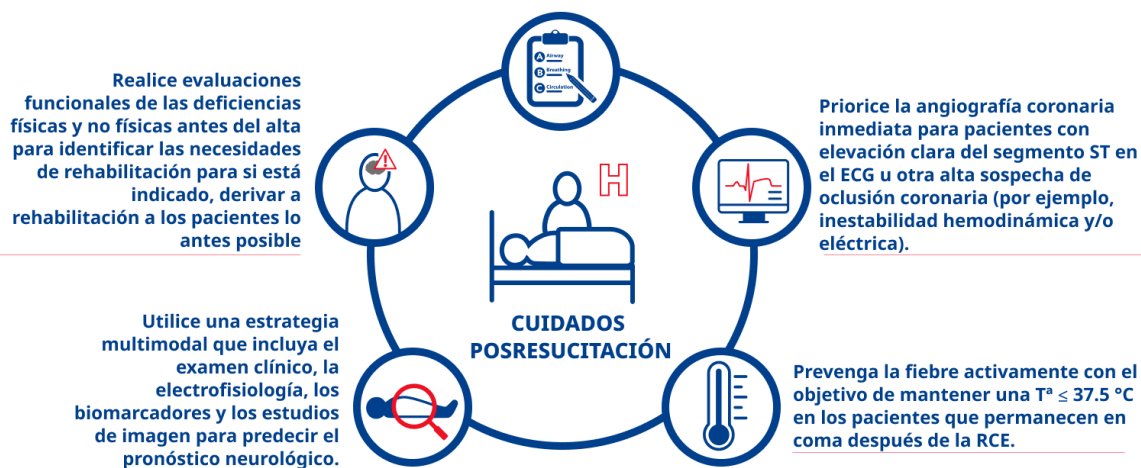 A Airway
B Breathing
C Circulation
Realice evaluaciones
funcionales de las deficiencias
físicas y no físicas antes del alta
para identificar las necesidades
de rehabilitación para si está
indicado, derivar a
rehabilitación a los pacientes lo
antes posible
Priorice la angiografía coronaria
inmediata para pacientes con
elevación clara del segmento ST en
el ECG u otra alta sospecha de
oclusión coronaria (por ejemplo,
inestabilidad hemodinámica y/o
eléctrica).
H
CUIDADOS
POSRESUCITACIÓN
Utilice una estrategia
multimodal que incluya el
examen clínico, la
electrofisiología, los
biomarcadores y los estudios
de imagen para predecir el
pronóstico neurológico.
Prevenga la fiebre activamente con el
objetivo de mantener una Tª ≤ 37.5 °C
en los pacientes que permanecen en
coma después de la RCE.